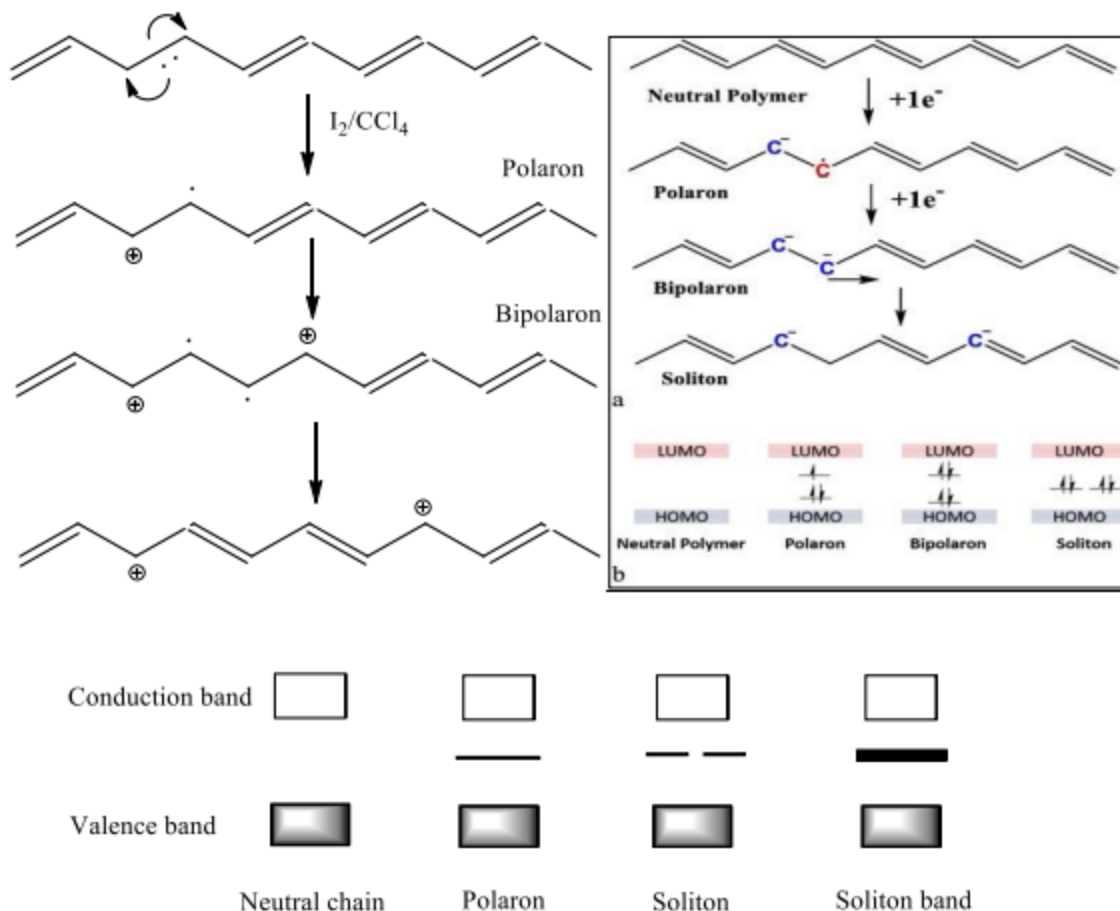 I2/CCl4
Polaron
⊕
Bipolaron
⊕
⊕
⊕
⊕
Neutral Polymer
+1e-
C-
Ċ
Polaron
+1e-
C-
C-
Bipolaron
C-
C-
Soliton
a
LUMO LUMO LUMO LUMO
HOMO HOMO HOMO HOMO
Neutral Polymer Polaron Bipolaron Soliton
b
Conduction band
Valence band
Neutral chain Polaron Soliton Soliton band